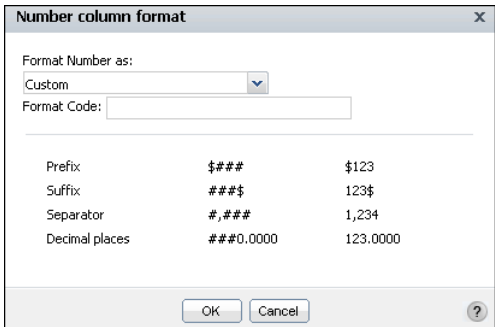 Number column format x
Format Number as:
Custom
Format Code:
Prefix $### $123
Suffix ###$ 123$
Separator #,### 1,234
Decimal places ###0.0000 123.0000
OK Cancel ?